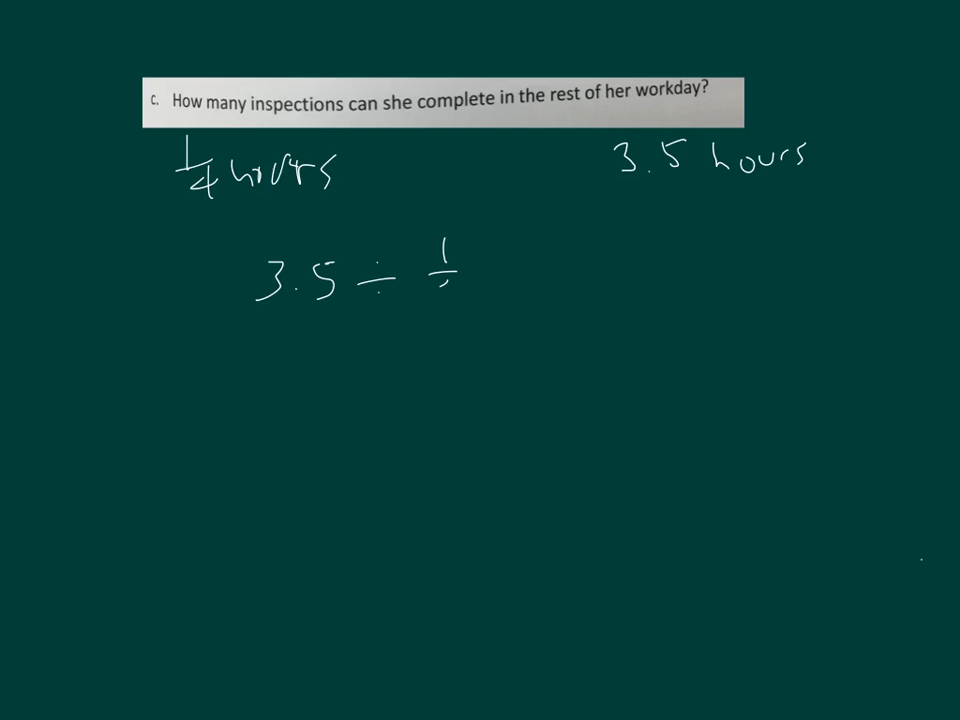 c. How many inspections can she complete in the rest of her workday?
1/4 hours 3.5 hours
3.5 ÷ 1